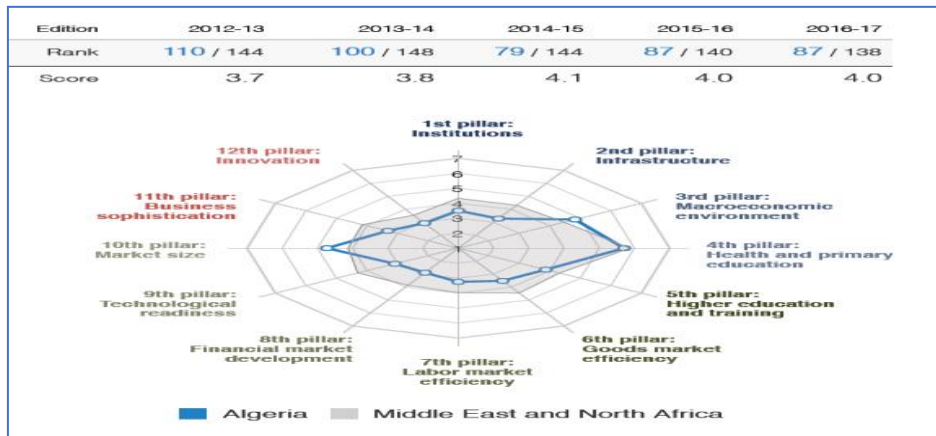 Edition 2012-13 2013-14 2014-15 2015-16 2016-17
Rank 110 / 144 100 / 148 79 / 144 87 / 140 87 / 138
Score 3.7 3.8 4.1 4.0 4.0
1st pillar:
Institutions
12th pillar:
Innovation
2nd pillar:
Infrastructure
11th pillar:
Business
sophistication
3rd pillar:
Macroeconomic
environment
10th pillar:
Market size
4th pillar:
Health and primary
education
9th pillar:
Technological
readiness
5th pillar:
Higher education
and training
8th pillar:
Financial market
development
7th pillar:
Labor market
efficiency
6th pillar:
Goods market
efficiency
7
6
5
4
3
2
1
Algeria Middle East and North Africa